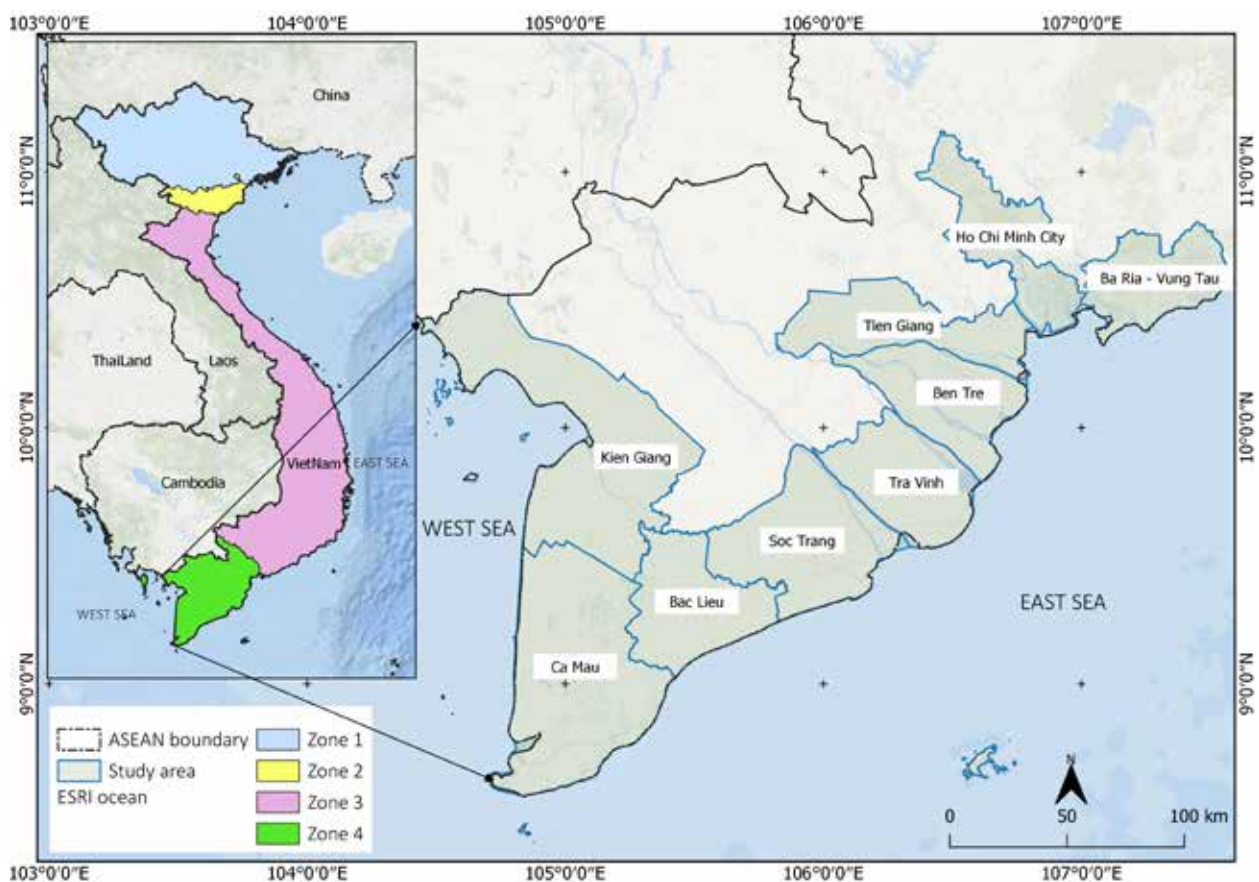 103°0'0"E 104°0'0"E 105°0'0"E 106°0'0"E 107°0'0"E
China
ThaiLand
Laos
VietNam
EAST SEA
Cambodia
WEST SEA
11°0'0"N
10°0'0"N
9°0'0"N
Ho Chi Minh City
Ba Ria - Vung Tau
Tien Giang
Ben Tre
Kien Giang
Tra Vinh
WEST SEA
Soc Trang
Bac Lieu
EAST SEA
Ca Mau
11°0'0"N
10°0'0"N
9°0'0"N
ASEAN boundary
Study area
ESRI ocean
Zone 1
Zone 2
Zone 3
Zone 4
N
0 50 100 km
103°0'0"E 104°0'0"E 105°0'0"E 106°0'0"E 107°0'0"E